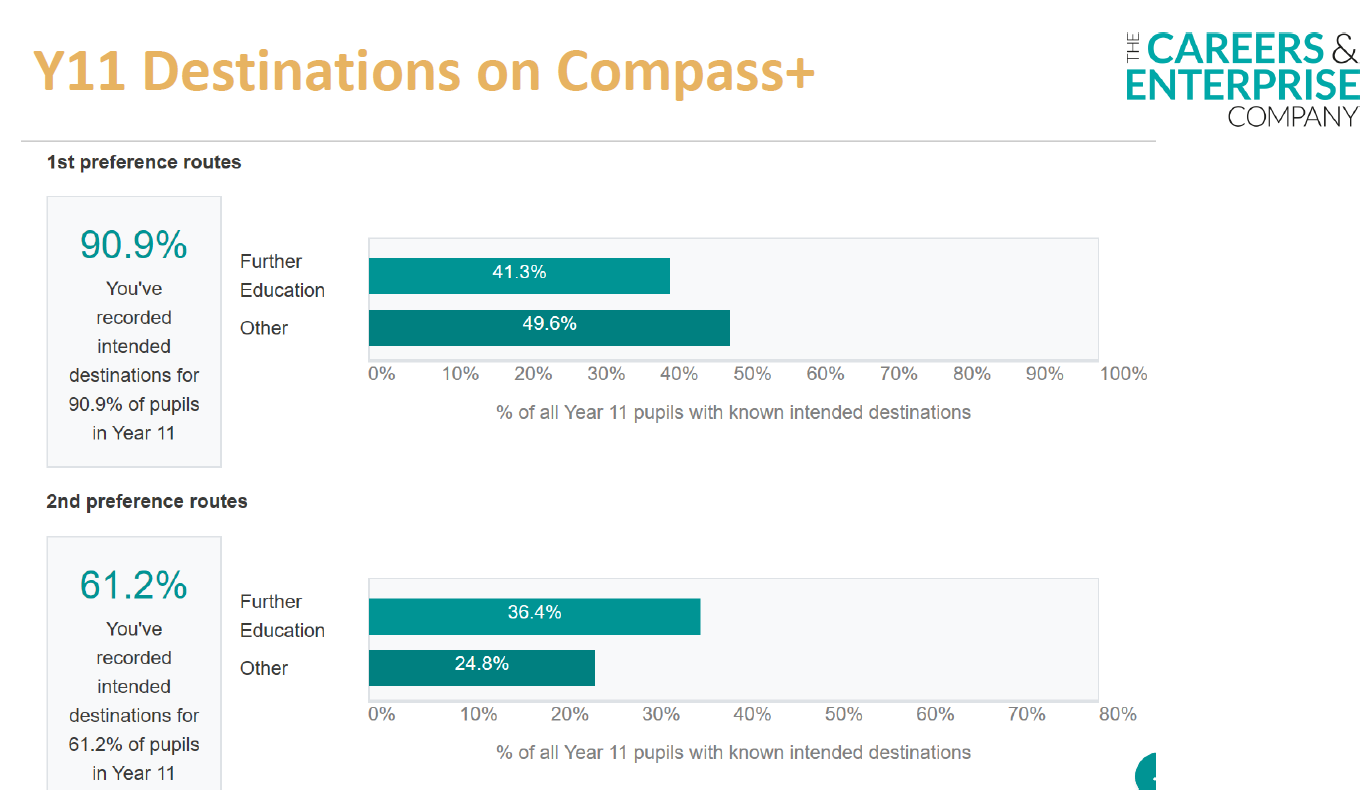 Y11 Destinations on Compass+
THE CAREERS &
ENTERPRISE
COMPANY
1st preference routes
90.9%
You've
recorded
intended
destinations for
90.9% of pupils
in Year 11
Further
Education
Other
41.3%
49.6%
0% 10% 20% 30% 40% 50% 60% 70% 80% 90% 100%
% of all Year 11 pupils with known intended destinations
2nd preference routes
61.2%
You've
recorded
intended
destinations for
61.2% of pupils
in Year 11
Further
Education
Other
36.4%
24.8%
0% 10% 20% 30% 40% 50% 60% 70% 80%
% of all Year 11 pupils with known intended destinations